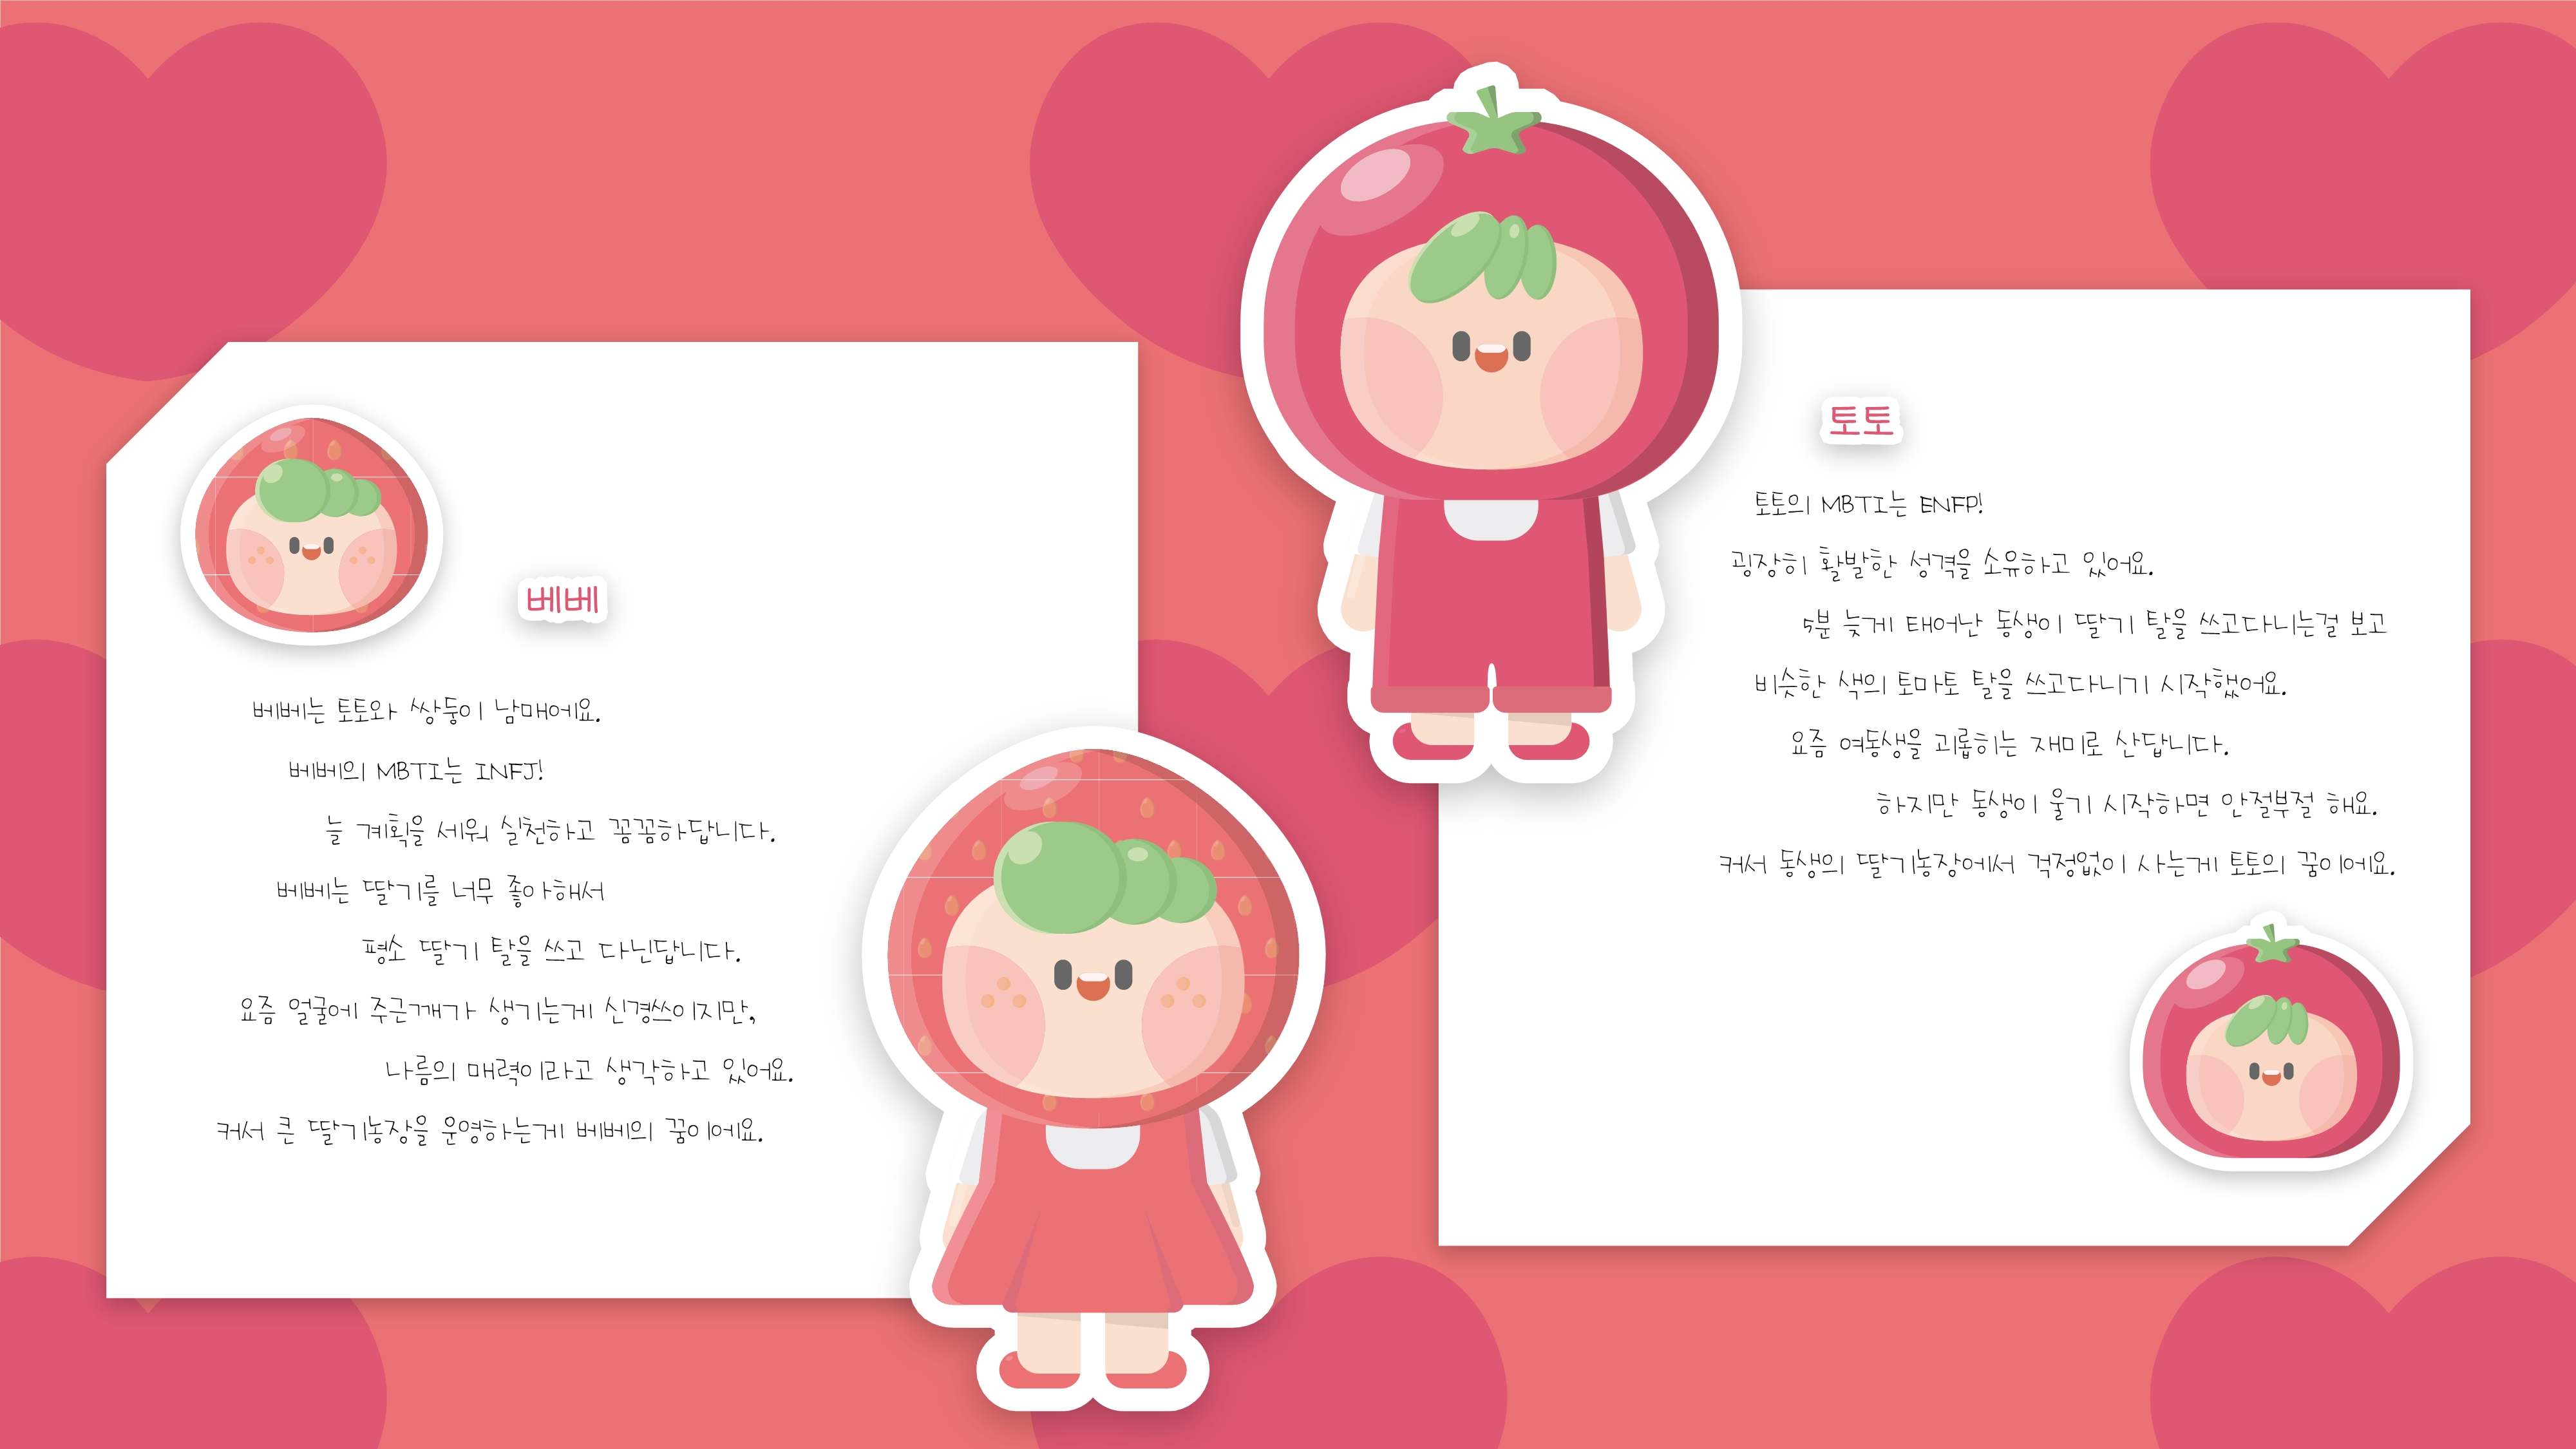 베베
베베는 토토와 쌍둥이 남매에요.
베베의 MBTI는 INFJ!
늘 계획을 세워 실천하고 꼼꼼하답니다.
베베는 딸기를 너무 좋아해서
평소 딸기 탈을 쓰고 다닌답니다.
요즘 얼굴에 주근깨가 생기는게 신경쓰이지만,
나름의 매력이라고 생각하고 있어요.
커서 큰 딸기농장을 운영하는게 베베의 꿈이에요.
토토
토토의 MBTI는 ENFP!
굉장히 활발한 성격을 소유하고 있어요.
5분 늦게 태어난 동생이 딸기 탈을 쓰고다니는걸 보고
비슷한 색의 토마토 탈을 쓰고다니기 시작했어요.
요즘 여동생을 괴롭히는 재미로 산답니다.
하지만 동생이 울기 시작하면 안절부절 해요.
커서 동생의 딸기농장에서 걱정없이 사는게 토토의 꿈이에요.